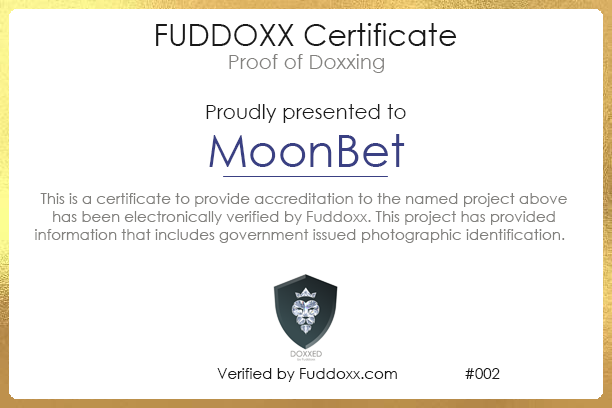 FUDDOXX Certificate
Proof of Doxxing
Proudly presented to
MoonBet
This is a certificate to provide accreditation to the named project above
has been electronically verified by Fuddoxx. This project has provided
information that includes government issued photographic identification.
DOXXED
by Fuddoxx
Verified by Fuddoxx.com
#002